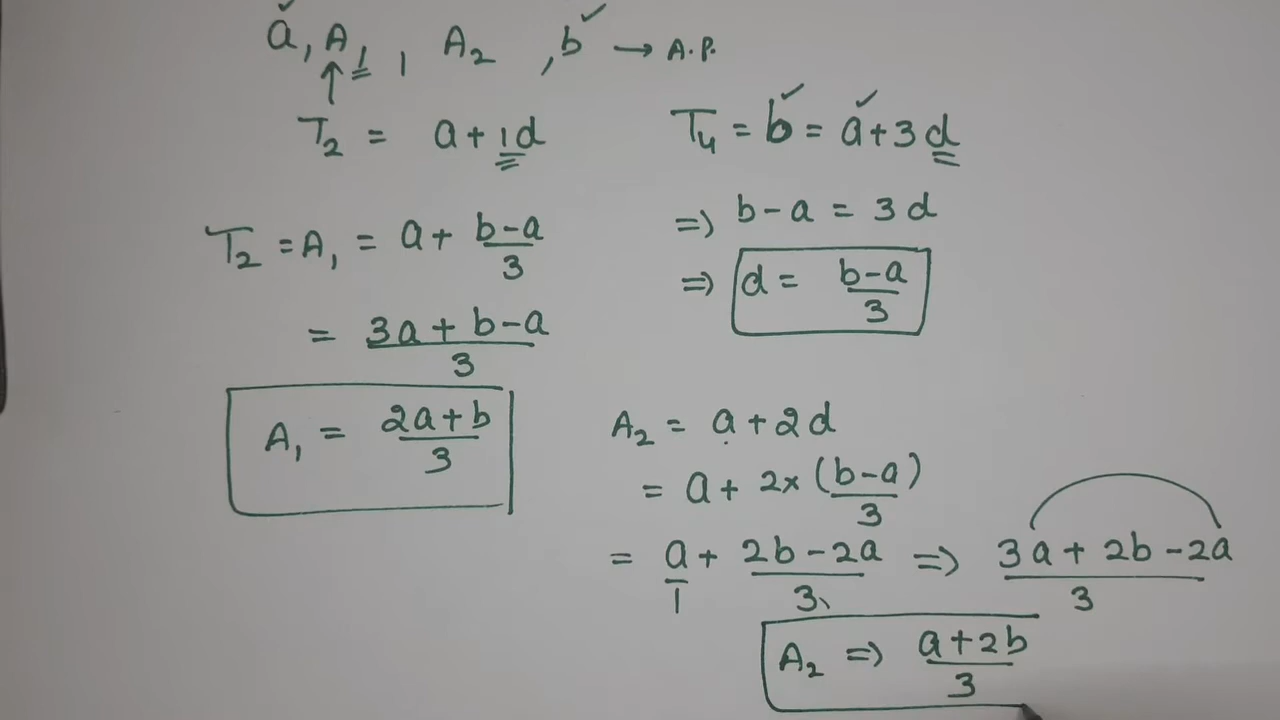 a, A₁, A₂, b → A.P.
T₂ = a + 1d
T₄ = b = a + 3d
⇒ b - a = 3d
⇒ d = (b-a)/3
T₂ = A₁ = a + (b-a)/3
= (3a + b - a)/3
A₁ = (2a + b)/3
A₂ = a + 2d
= a + 2 × (b-a)/3
= a/1 + (2b - 2a)/3 ⇒ (3a + 2b - 2a)/3
A₂ ⇒ (a + 2b)/3